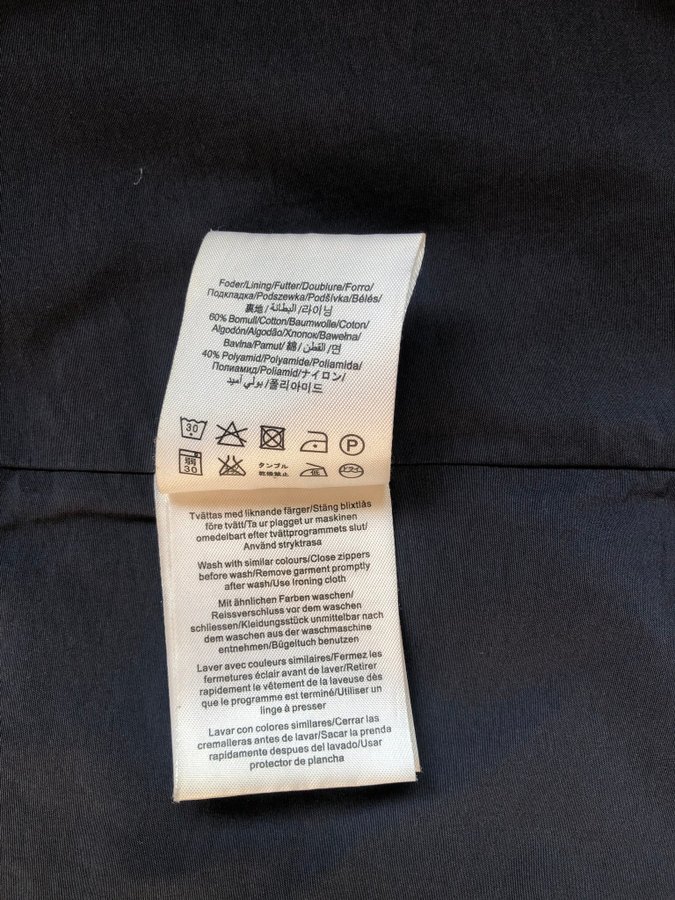 Foder/Lining/Futter/Doublure/Forro/
Подкладка/Podszewka/Podšívka/Bélés/
裏地/البطانة/라이닝
60% Bomull/Cotton/Baumwolle/Coton/
Algodón/Algodão/Хлопок/Bawełna/
Bavlna/Pamut/綿/القطن/면
40% Polyamid/Polyamide/Poliamida/
Полиамид/Poliamid/ナイロン/
بولي أميد/폴리아미드
30 P
30 タンブル乾燥禁止 低 ドライ
Tvättas med liknande färger/Stäng blixtlås
före tvätt/Ta ur plagget ur maskinen
omedelbart efter tvättprogrammets slut/
Använd stryktrasa
Wash with similar colours/Close zippers
before wash/Remove garment promptly
after wash/Use ironing cloth
Mit ähnlichen Farben waschen/
Reissverschluss vor dem waschen
schliessen/Kleidungsstück unmittelbar nach
dem waschen aus der waschmaschine
entnehmen/Bügeltuch benutzen
Laver avec couleurs similaires/Fermez les
fermetures éclair avant de laver/Retirer
rapidement le vêtement de la laveuse dès
que le programme est terminé/Utiliser un
linge à presser
Lavar con colores similares/Cerrar las
cremalleras antes de lavar/Sacar la prenda
rapidamente despues del lavado/Usar
protector de plancha